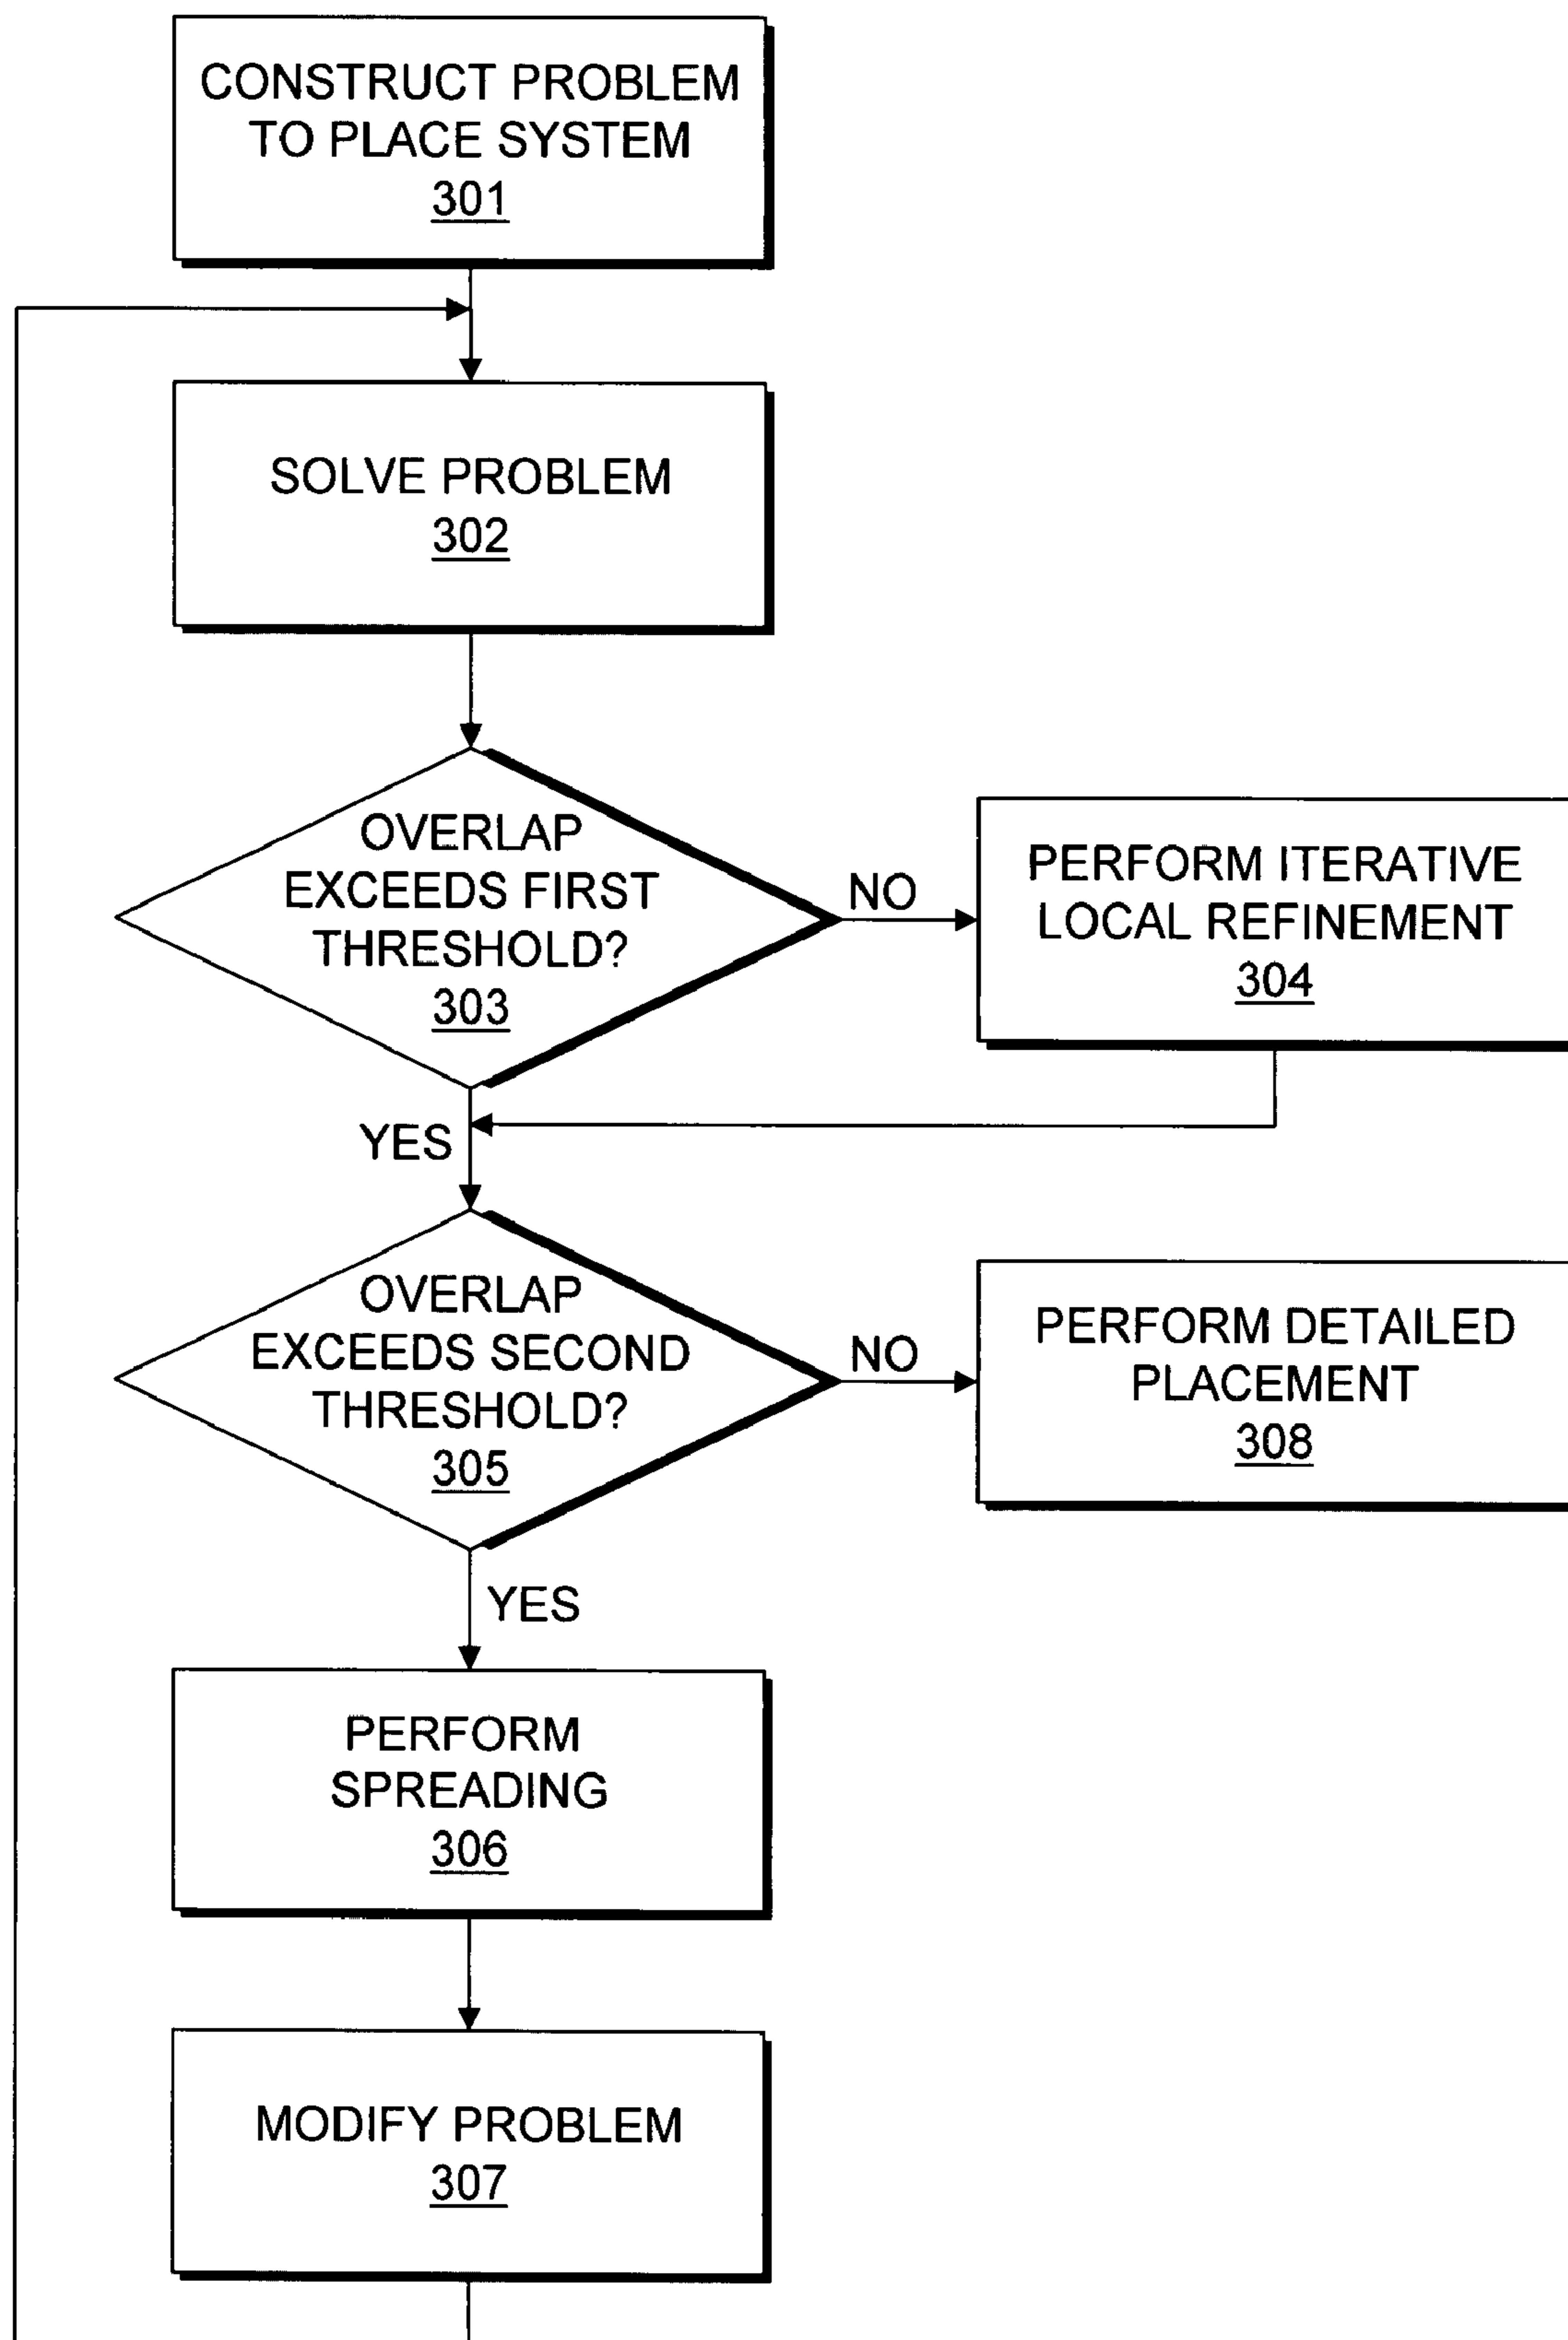 CONSTRUCT PROBLEM
TO PLACE SYSTEM
301
SOLVE PROBLEM
302
OVERLAP
EXCEEDS FIRST
THRESHOLD?
303
NO
PERFORM ITERATIVE
LOCAL REFINEMENT
304
YES
OVERLAP
EXCEEDS SECOND
THRESHOLD?
305
NO
PERFORM DETAILED
PLACEMENT
308
YES
PERFORM
SPREADING
306
MODIFY PROBLEM
307